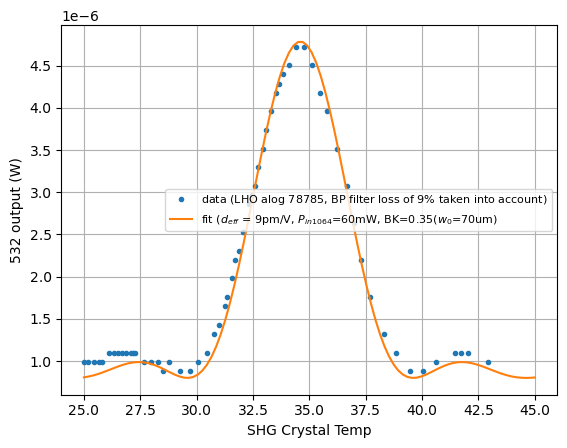 1e−6
4.5
4.0
3.5
3.0
2.5
2.0
1.5
1.0
532 output (W)
data (LHO alog 78785, BP filter loss of 9% taken into account)
fit (d_eff = 9pm/V, P_in1064=60mW, BK=0.35(w_0=70um)
25.0 27.5 30.0 32.5 35.0 37.5 40.0 42.5 45.0
SHG Crystal Temp